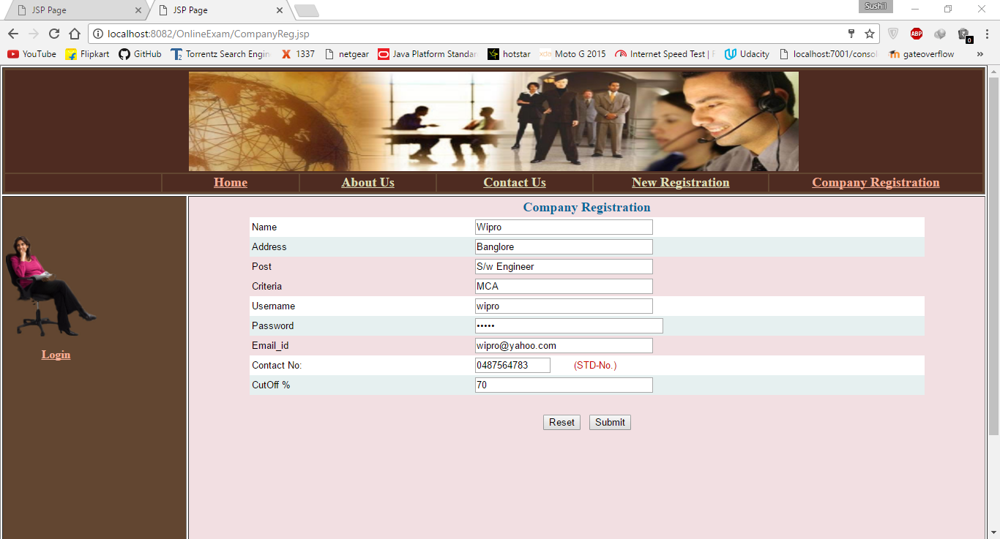 JSP Page JSP Page Sushil
localhost:8082/OnlineExam/CompanyReg.jsp ABP 0
YouTube Flipkart GitHub Torrentz Search Engin 1337 netgear Java Platform Standar hotstar xda Moto G 2015 Internet Speed Test | F Udacity localhost:7001/consol gateoverflow »
Home About Us Contact Us New Registration Company Registration
Company Registration
Name Wipro
Address Banglore
Post S/w Engineer
Criteria MCA
Username wipro
Password •••••
Email_id wipro@yahoo.com
Login
Contact No: 0487564783 (STD-No.)
CutOff % 70
Reset Submit